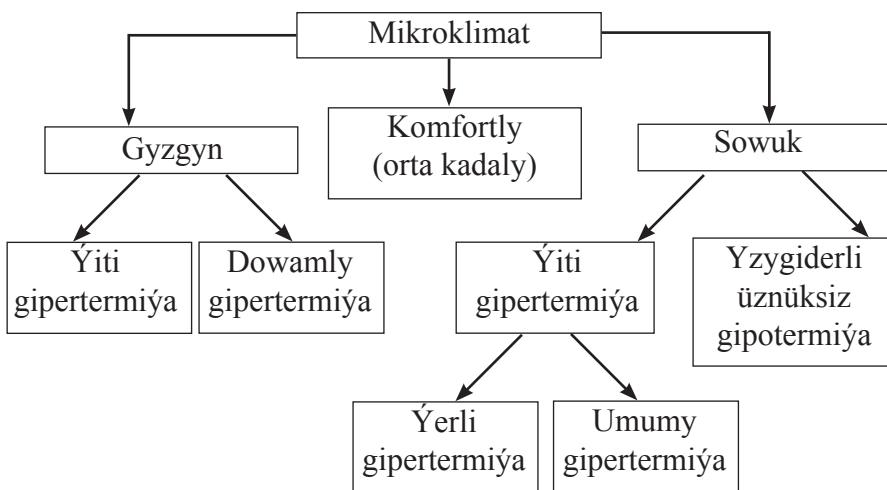 Mikroklimat
Gyzgyn
Komfortly
(orta kadaly)
Sowuk
Ýiti
gipertermiýa
Dowamly
gipertermiýa
Ýiti
gipertermiýa
Yzygiderli
üznüksiz
gipotermiýa
Ýerli
gipertermiýa
Umumy
gipertermiýa